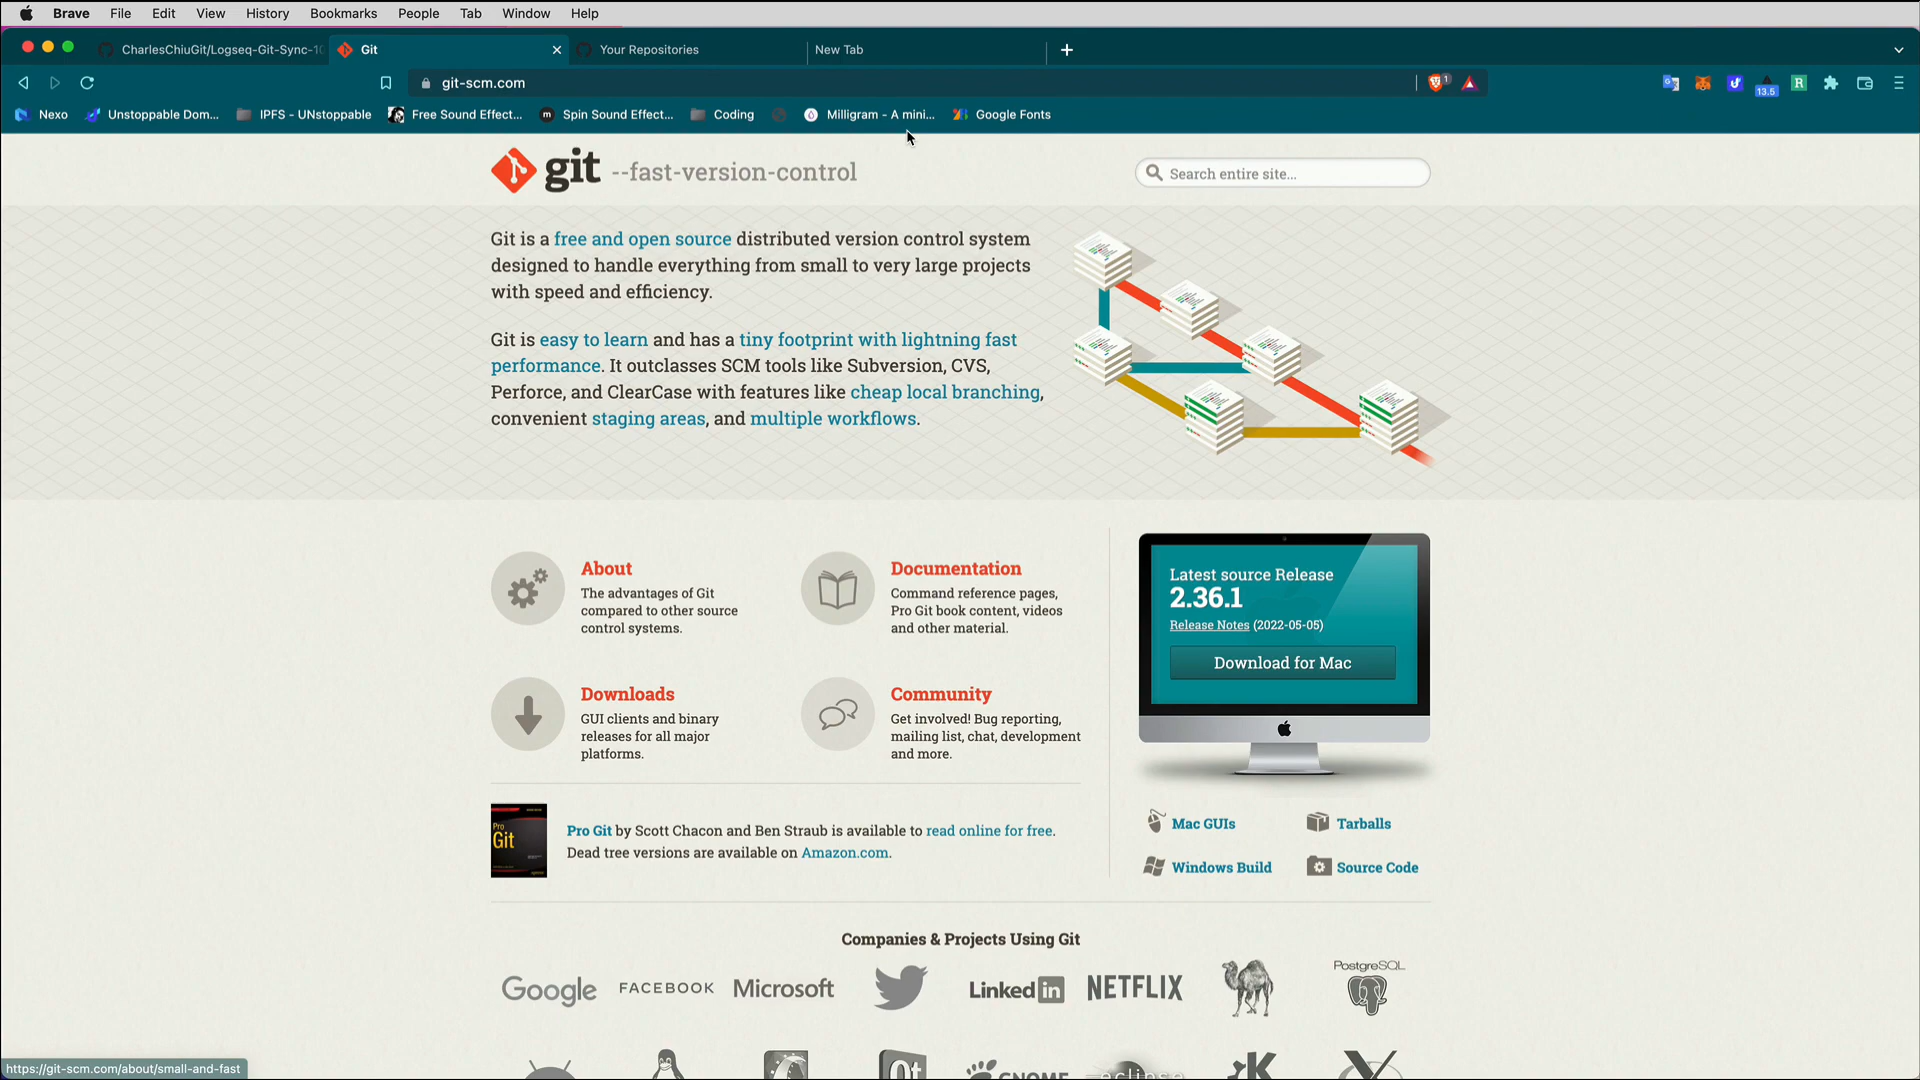 Brave File Edit View History Bookmarks People Tab Window Help
CharlesChiuGit/Logseq-Git-Sync-10
Git
Your Repositories
New Tab
git-scm.com
1
13.5
Nexo
Unstoppable Dom...
IPFS - UNstoppable
Free Sound Effect...
Spin Sound Effect...
Coding
Milligram - A mini...
Google Fonts
git --fast-version-control
Search entire site...
Git is a free and open source distributed version control system
designed to handle everything from small to very large projects
with speed and efficiency.
Git is easy to learn and has a tiny footprint with lightning fast
performance. It outclasses SCM tools like Subversion, CVS,
Perforce, and ClearCase with features like cheap local branching,
convenient staging areas, and multiple workflows.
About
The advantages of Git
compared to other source
control systems.
Documentation
Command reference pages,
Pro Git book content, videos
and other material.
Downloads
GUI clients and binary
releases for all major
platforms.
Community
Get involved! Bug reporting,
mailing list, chat, development
and more.
Latest source Release
2.36.1
Release Notes (2022-05-05)
Download for Mac
Mac GUIs
Tarballs
Windows Build
Source Code
Pro
Git
Pro Git by Scott Chacon and Ben Straub is available to read online for free.
Dead tree versions are available on Amazon.com.
Companies & Projects Using Git
Google
FACEBOOK
Microsoft
Linked in
NETFLIX
PostgreSQL
Qt
GNOME
eclipse
https://git-scm.com/about/small-and-fast